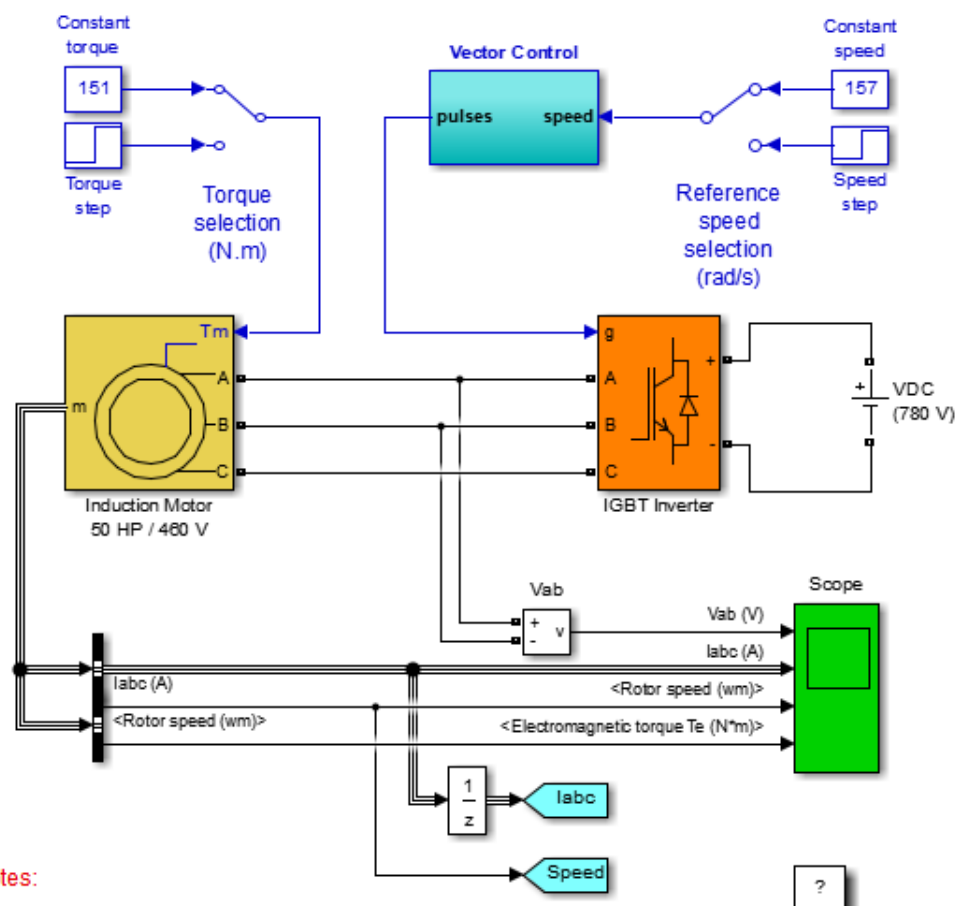 Constant
torque
151
Torque
step
Torque
selection
(N.m)
Vector Control
pulses
speed
Constant
speed
157
Speed
step
Reference
speed
selection
(rad/s)
Tm
m
A
B
C
Induction Motor
50 HP / 460 V
g
A
B
C
+
-
IGBT Inverter
+
VDC
(780 V)
Vab
+
-
v
Scope
Vab (V)
Iabc (A)
<Rotor speed (wm)>
<Electromagnetic torque Te (N*m)>
Iabc (A)
<Rotor speed (wm)>
1
z
Iabc
Speed
tes:
?